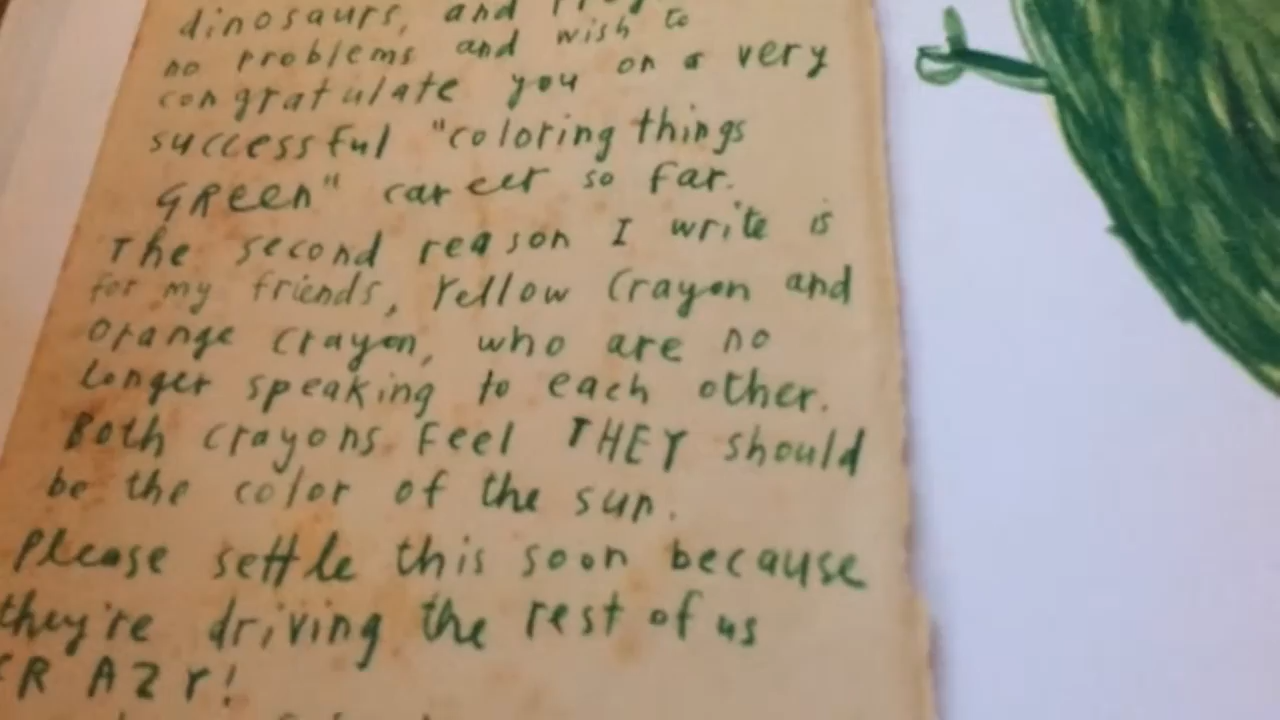 dinosaurs, and
no problems and wish to
congratulate you on a very
successful "coloring things
GReen" career so far.
The second reason I write is
for my friends, Yellow Crayon and
orange crayon, who are no
Longer speaking to each other.
Both crayons Feel THEY should
be the color of the sun.
Please settle this soon because
they're driving the rest of us
CRAZY!